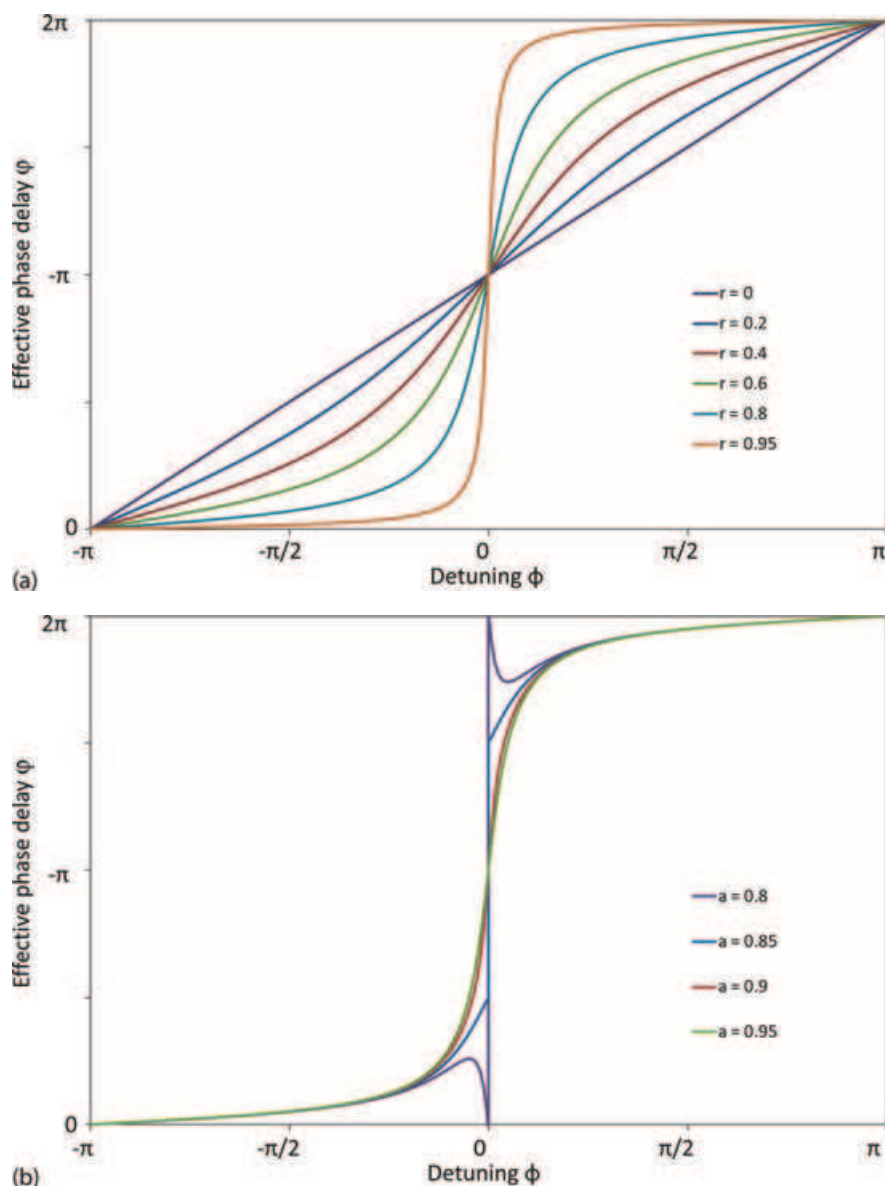 2π
Effective phase delay φ
-π
r = 0
r = 0.2
r = 0.4
r = 0.6
r = 0.8
r = 0.95
0
-π -π/2 0 π/2 π
Detuning ϕ
(a)
2π
Effective phase delay φ
-π
a = 0.8
a = 0.85
a = 0.9
a = 0.95
0
-π -π/2 0 π/2 π
Detuning ϕ
(b)